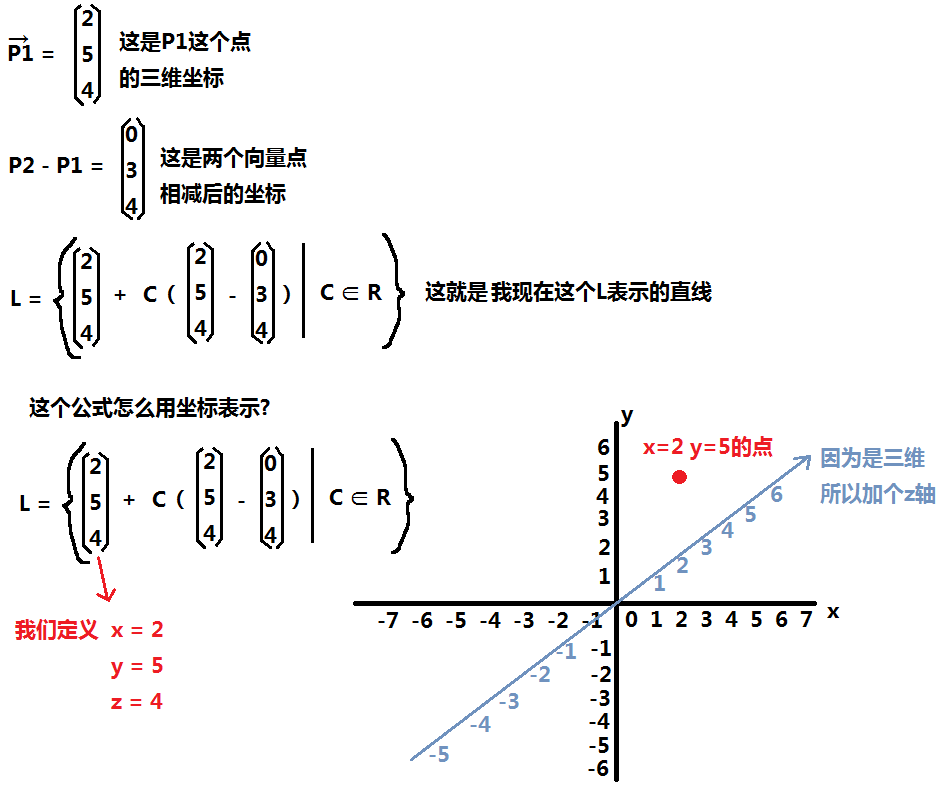 P1 = 2 5 4 这是P1这个点
的三维坐标
P2 - P1 = 0 3 4 这是两个向量点
相减后的坐标
L = { ( 2 5 4 ) + C ( ( 2 5 4 ) - ( 0 3 4 ) ) | C ∈ R } 这就是我现在这个L表示的直线
这个公式怎么用坐标表示?
L = { ( 2 5 4 ) + C ( ( 2 5 4 ) - ( 0 3 4 ) ) | C ∈ R }
我们定义 x = 2
y = 5
z = 4
y
x=2 y=5的点
因为是三维
所以加个z轴
6
5
4
3
2
1
6
5
4
3
2
1
x
-7 -6 -5 -4 -3 -2 -1 0 1 2 3 4 5 6 7
-1
-2
-3
-4
-5
-6
-1
-2
-3
-4
-5